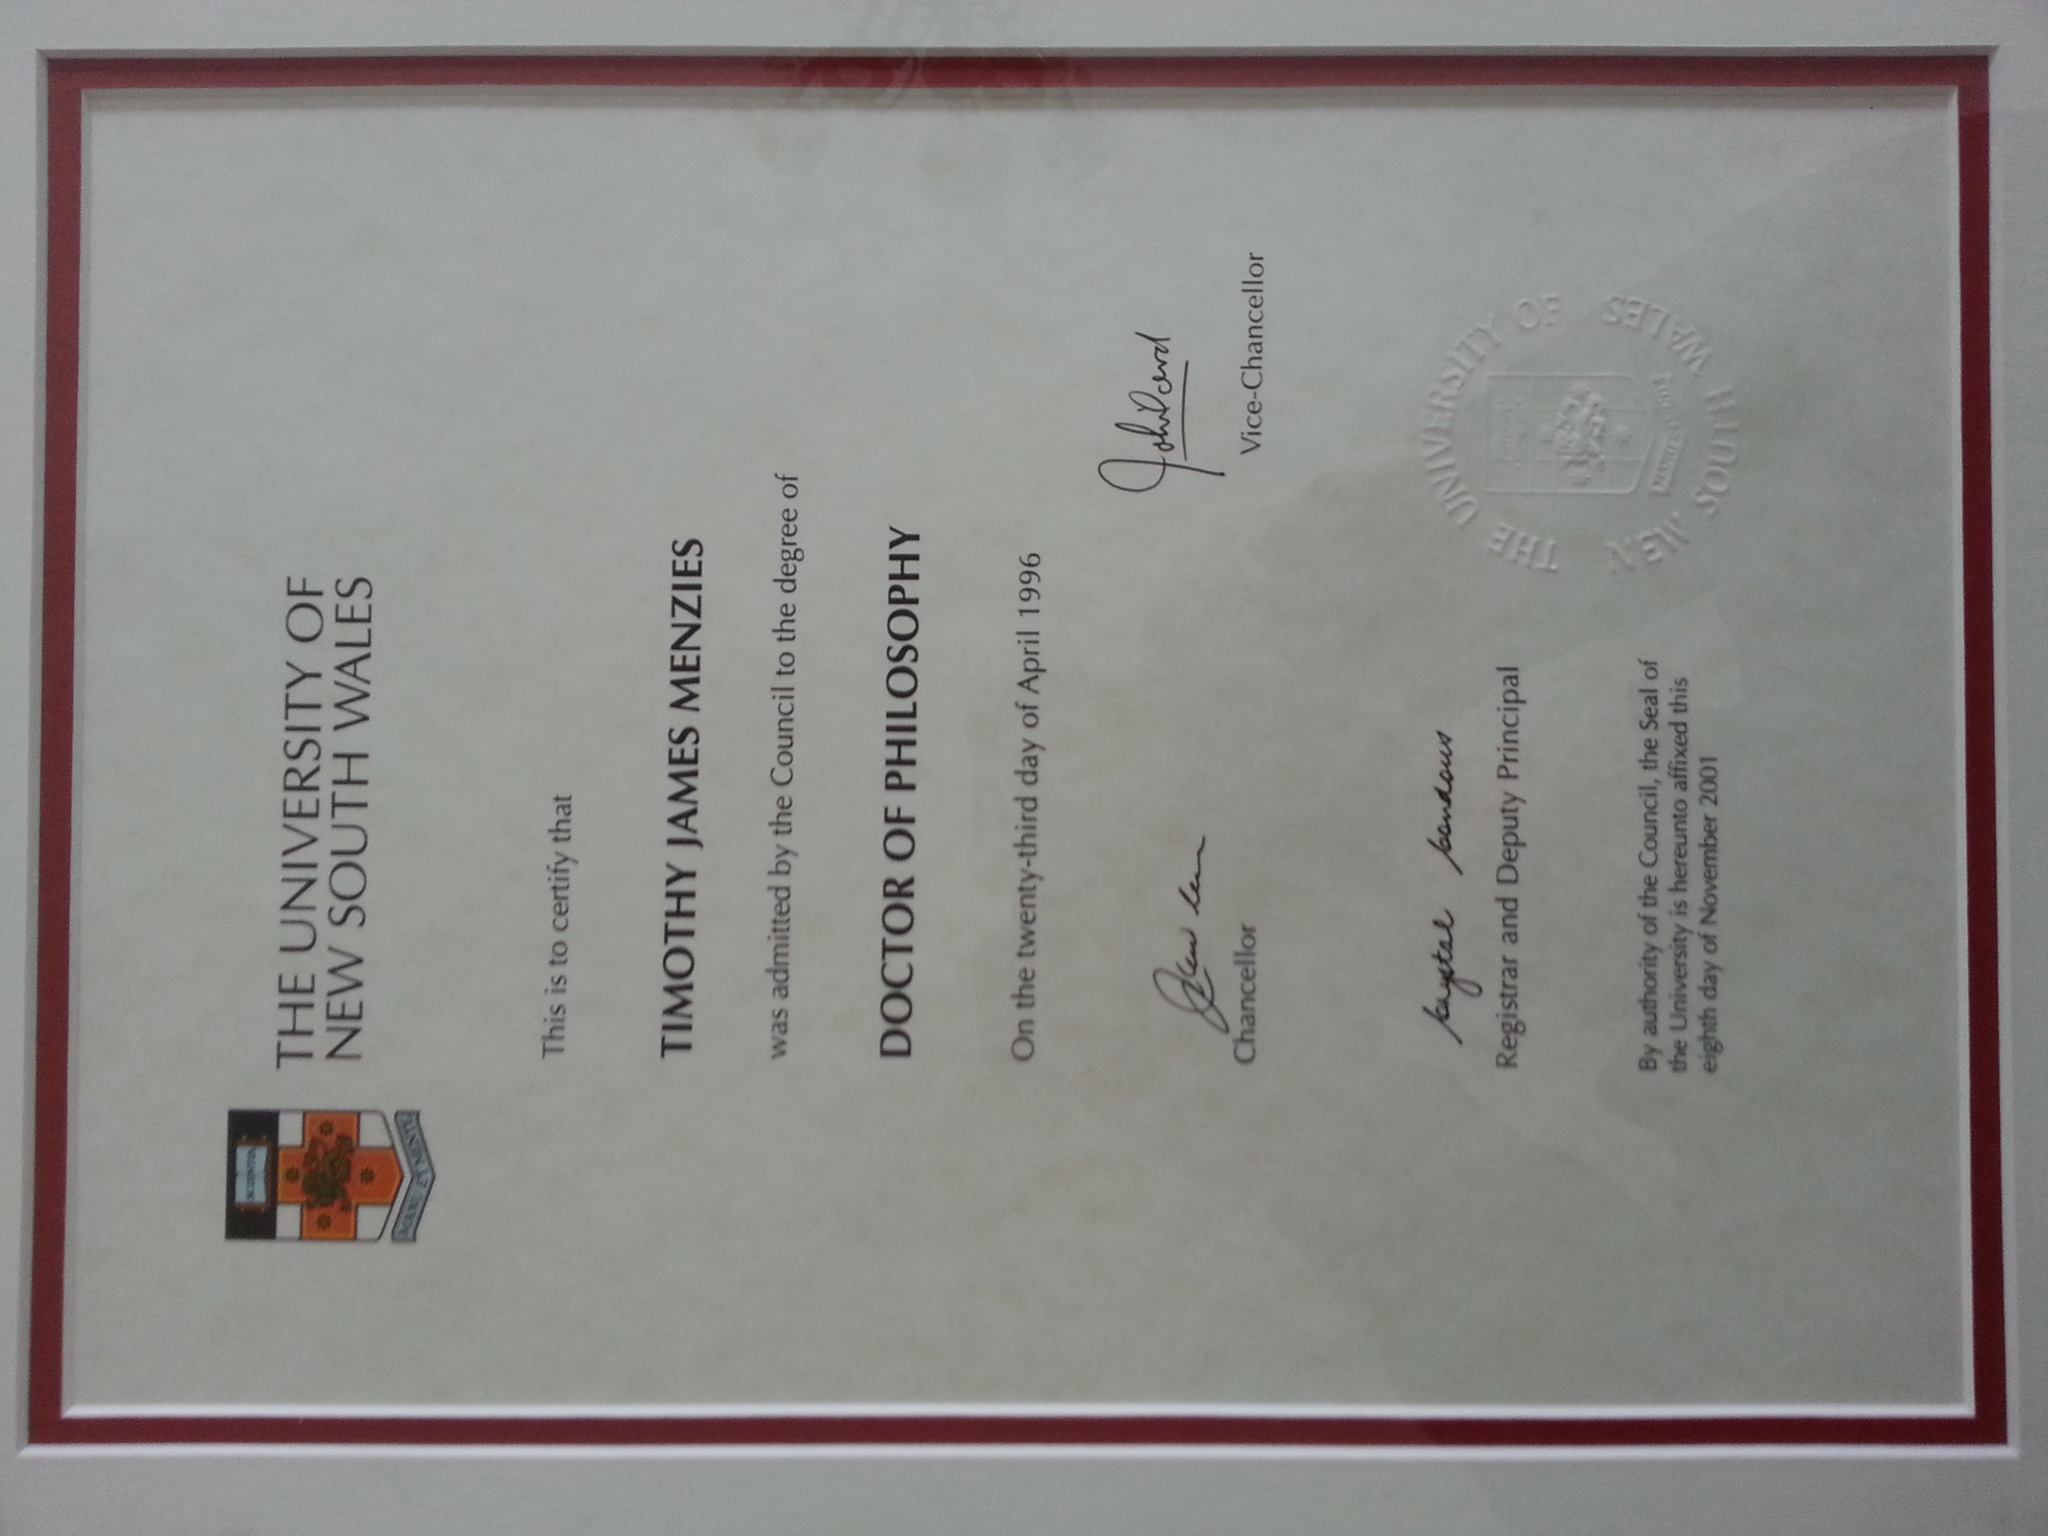 THE UNIVERSITY OF
NEW SOUTH WALES
SCIENTIA
MANU ET MENTE
This is to certify that
TIMOTHY JAMES MENZIES
was admitted by the Council to the degree of
DOCTOR OF PHILOSOPHY
On the twenty-third day of April 1996
Chancellor
Vice-Chancellor
Registrar and Deputy Principal
By authority of the Council, the Seal of
the University is hereunto affixed this
eighth day of November 2001
THE UNIVERSITY OF NEW SOUTH WALES